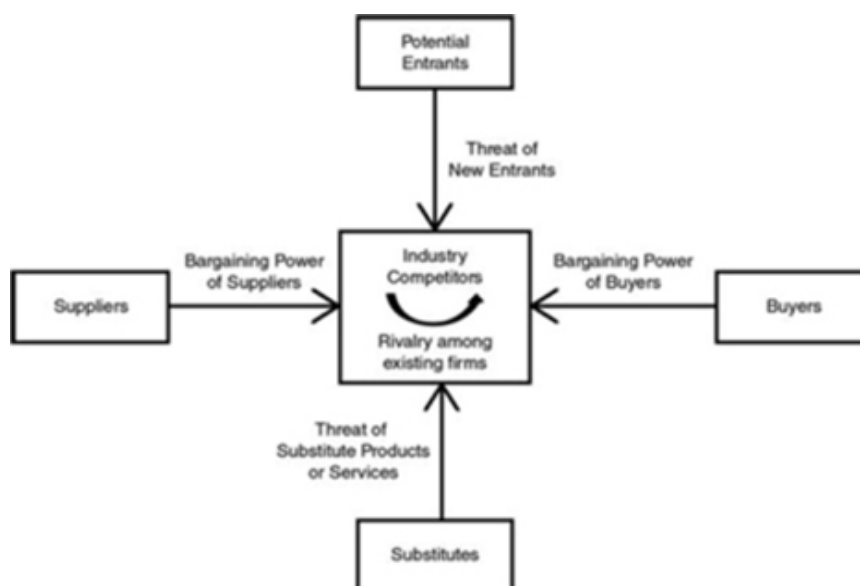 Potential
Entrants
Threat of
New Entrants
Bargaining Power
of Suppliers
Industry
Competitors
Bargaining Power
of Buyers
Suppliers
Buyers
Rivalry among
existing firms
Threat of
Substitute Products
or Services
Substitutes